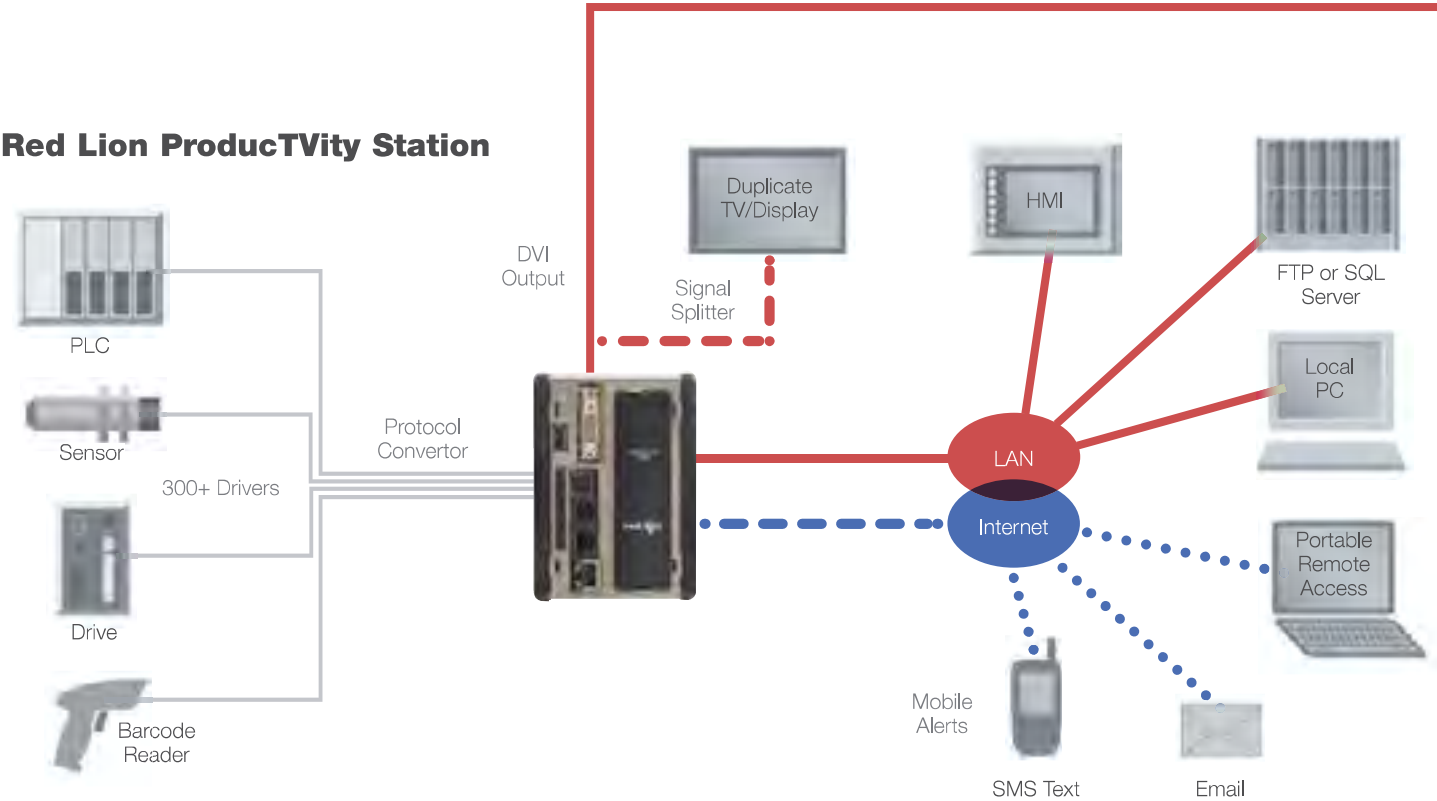 Red Lion ProducTVity Station
PLC
Sensor
300+ Drivers
Drive
Barcode
Reader
Protocol
Convertor
DVI
Output
Signal
Splitter
Duplicate
TV/Display
HMI
FTP or SQL
Server
Local
PC
LAN
Internet
Portable
Remote
Access
Mobile
Alerts
SMS Text
Email